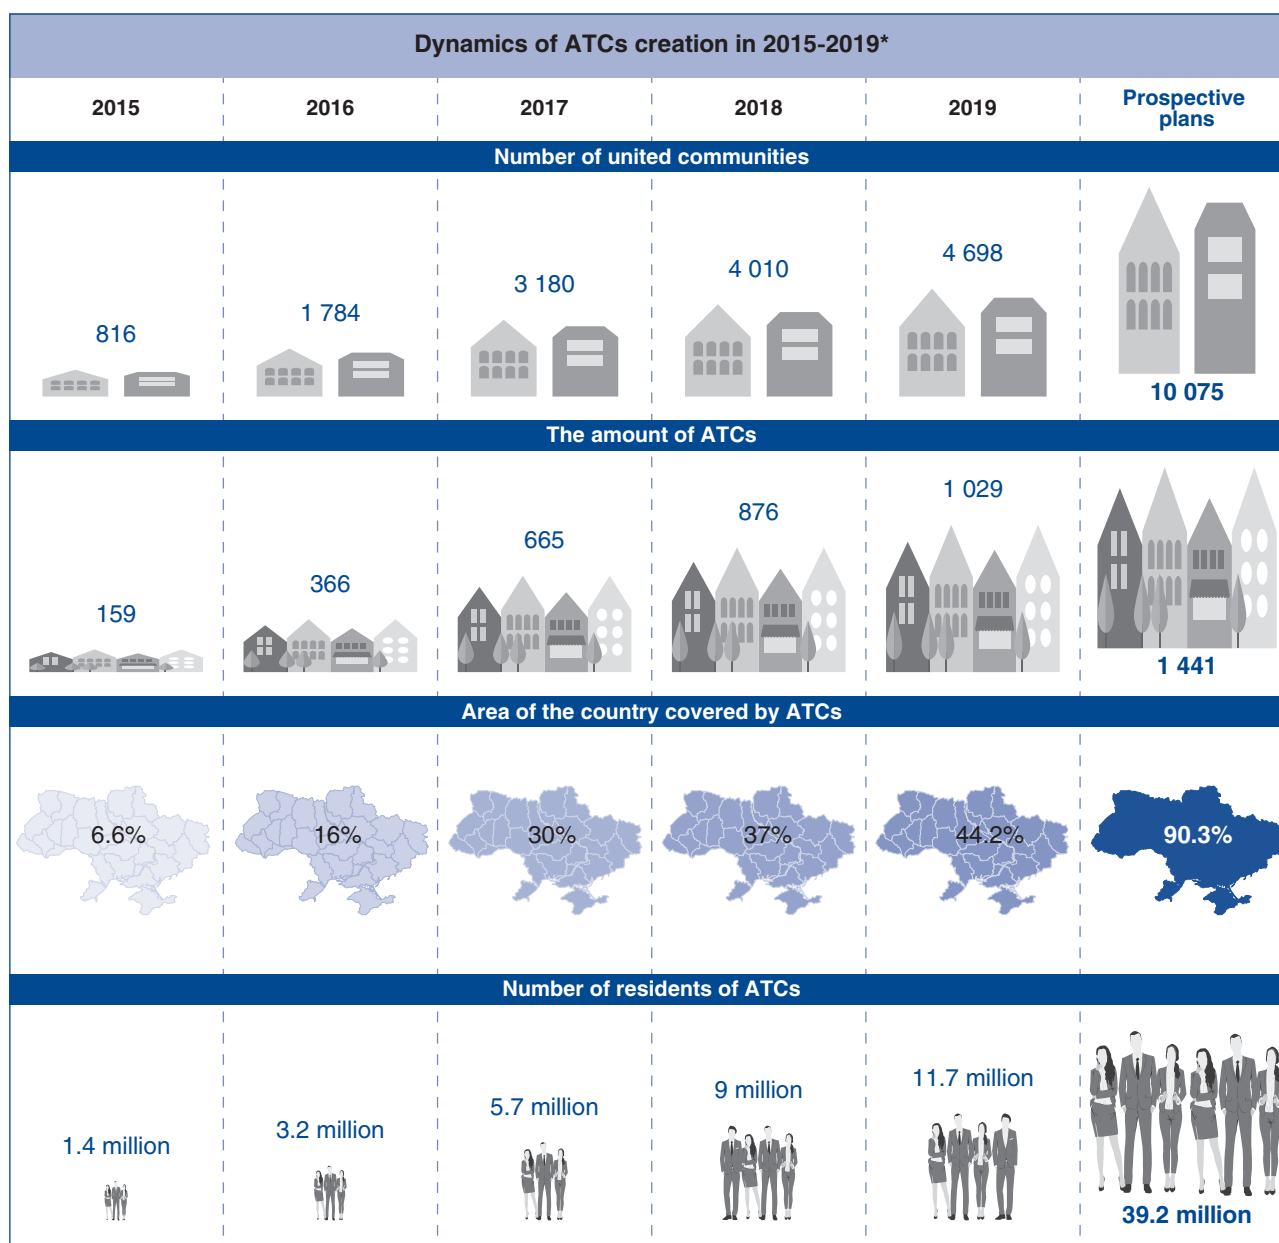 Dynamics of ATCs creation in 2015-2019*
2015 2016 2017 2018 2019 Prospective
plans
Number of united communities
816 1 784 3 180 4 010 4 698 10 075
The amount of ATCs
159 366 665 876 1 029 1 441
Area of the country covered by ATCs
6.6% 16% 30% 37% 44.2% 90.3%
Number of residents of ATCs
1.4 million 3.2 million 5.7 million 9 million 11.7 million 39.2 million